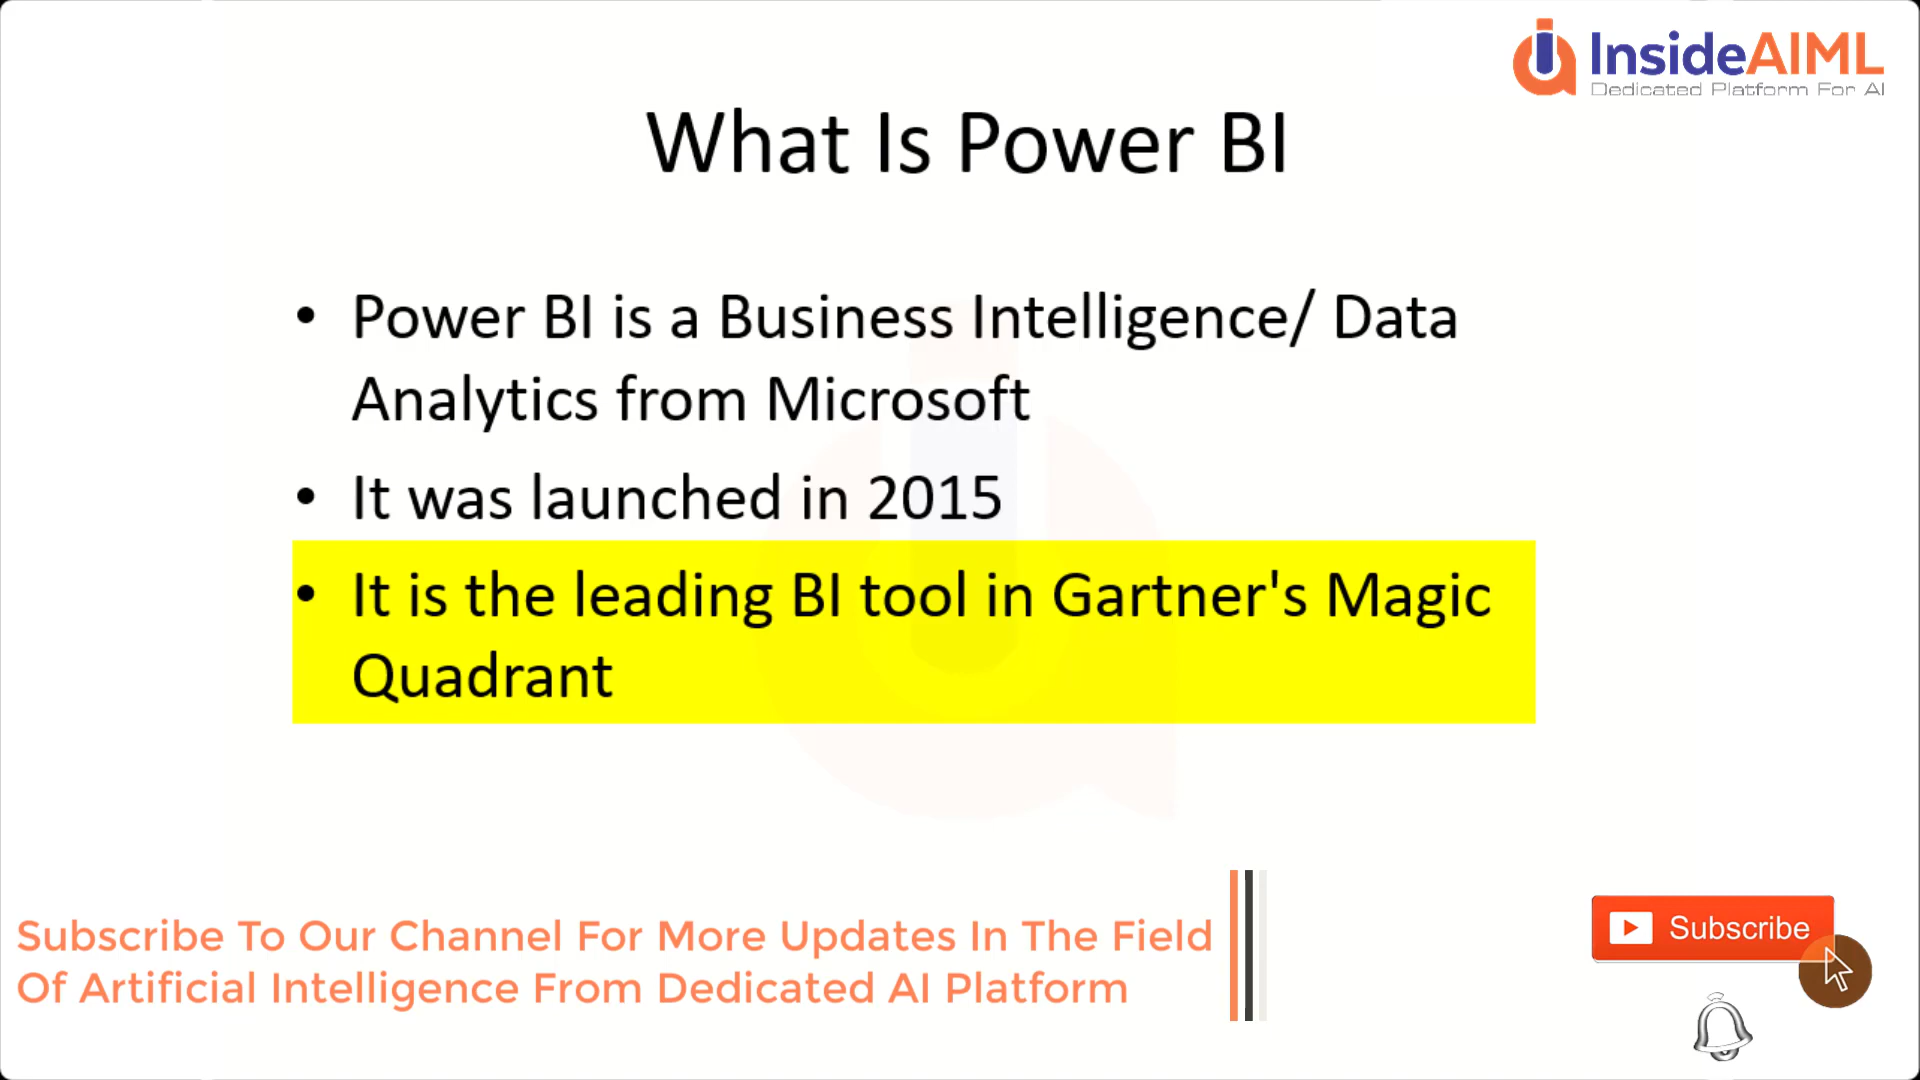 InsideAIML
Dedicated Platform For AI
What Is Power BI
• Power BI is a Business Intelligence/ Data
Analytics from Microsoft
• It was launched in 2015
• It is the leading BI tool in Gartner's Magic
Quadrant
Subscribe To Our Channel For More Updates In The Field
Of Artificial Intelligence From Dedicated AI Platform
Subscribe